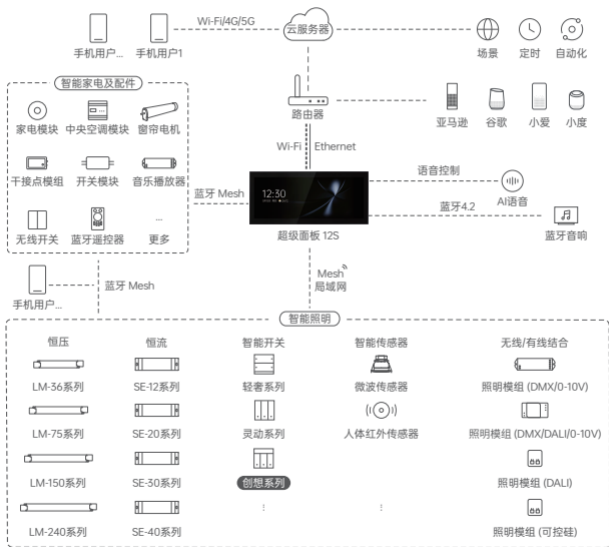 Wi-Fi/4G/5G
云服务器
手机用户... 手机用户1
场景 定时 自动化
智能家电及配件
路由器
亚马逊 谷歌 小爱 小度
家电模块 中央空调模块 窗帘电机
Wi-Fi Ethernet
干接点模组 开关模块 音乐播放器
蓝牙 Mesh
12:30
语音控制
AI语音
蓝牙4.2
超级面板 12S
蓝牙音响
无线开关 蓝牙遥控器 更多
...
蓝牙 Mesh
手机用户...
Mesh
局域网
智能照明
恒压 恒流 智能开关 智能传感器 无线/有线结合
LM-36系列 SE-12系列 轻奢系列 微波传感器 照明模组 (DMX/0-10V)
LM-75系列 SE-20系列 灵动系列 人体红外传感器 照明模组 (DMX/DALI/0-10V)
LM-150系列 SE-30系列 创想系列 照明模组 (DALI)
LM-240系列 SE-40系列 照明模组 (可控硅)